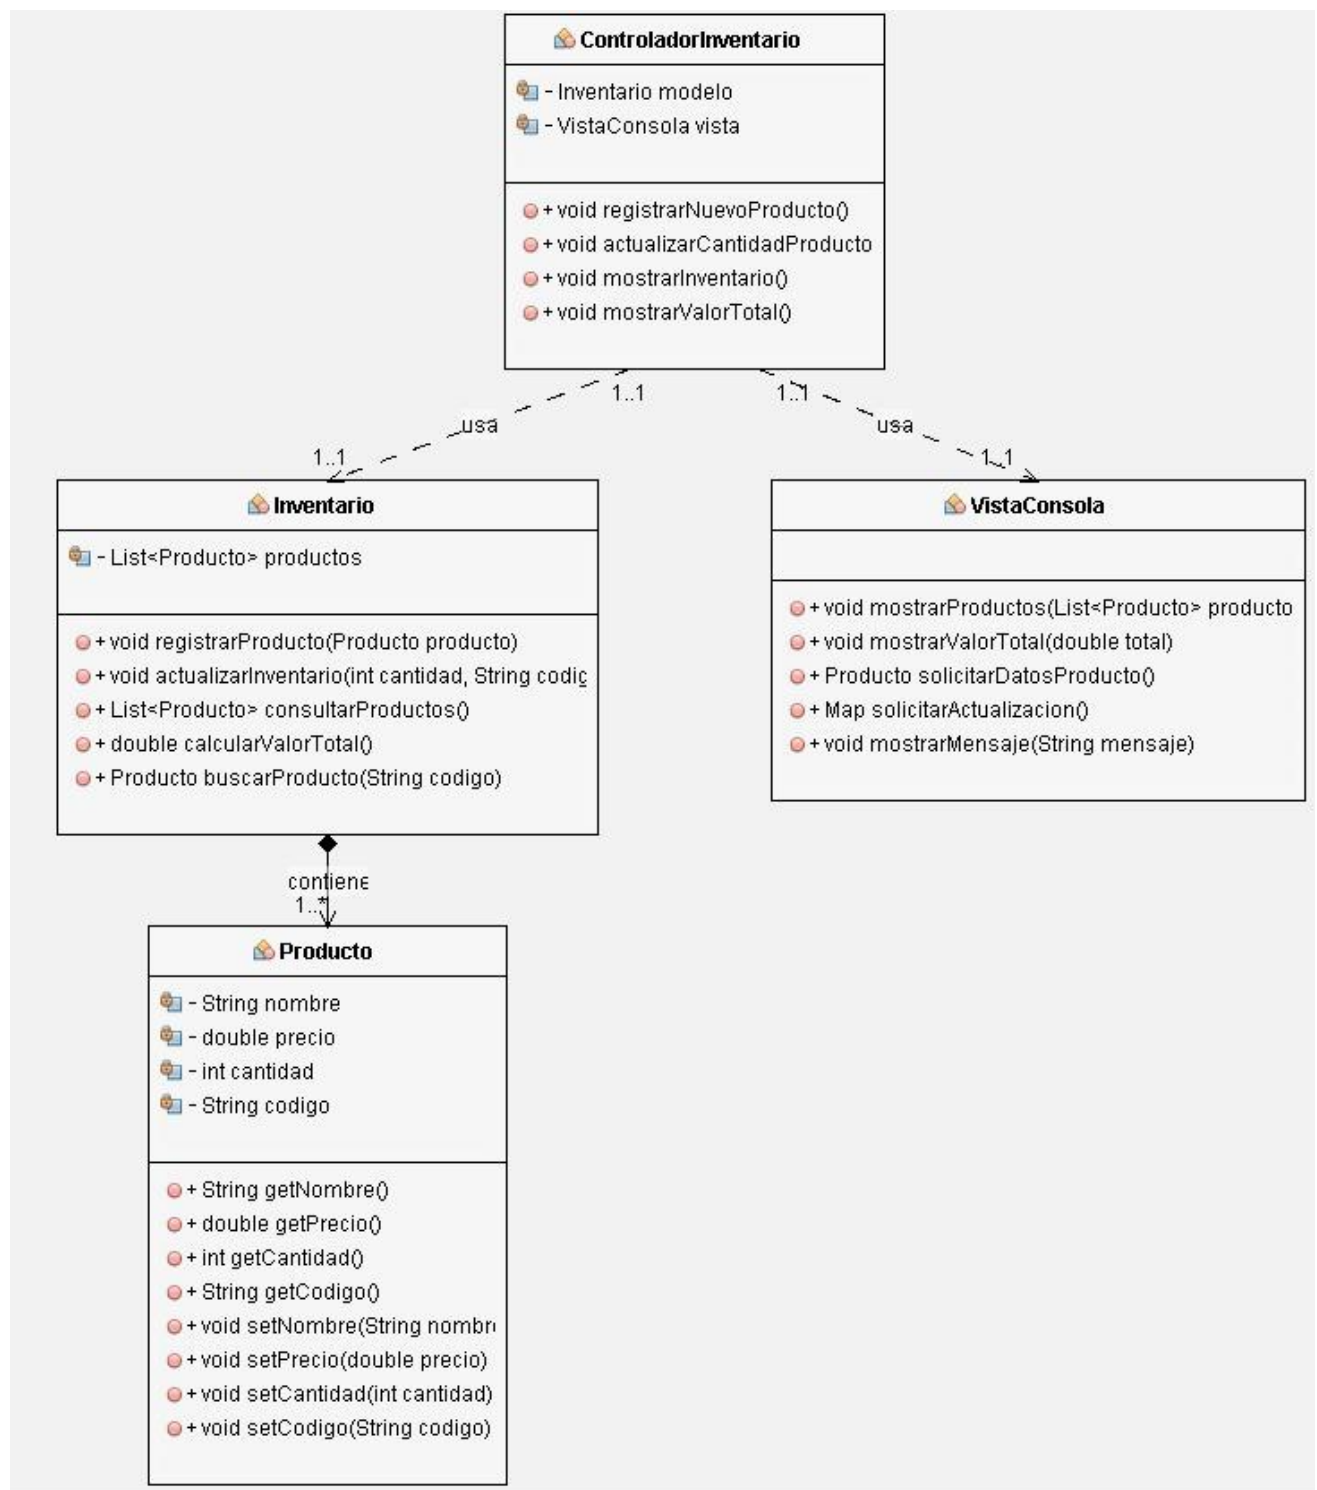 ControladorInventario
- Inventario modelo
- VistaConsola vista
+ void registrarNuevoProducto()
+ void actualizarCantidadProducto
+ void mostrarInventario()
+ void mostrarValorTotal()
1..1
1..1
usa
usa
1..1
1..1
Inventario
- List<Producto> productos
+ void registrarProducto(Producto producto)
+ void actualizarInventario(int cantidad, String codig
+ List<Producto> consultarProductos()
+ double calcularValorTotal()
+ Producto buscarProducto(String codigo)
VistaConsola
+ void mostrarProductos(List<Producto> producto
+ void mostrarValorTotal(double total)
+ Producto solicitarDatosProducto()
+ Map solicitarActualizacion()
+ void mostrarMensaje(String mensaje)
contiene
1..*
Producto
- String nombre
- double precio
- int cantidad
- String codigo
+ String getNombre()
+ double getPrecio()
+ int getCantidad()
+ String getCodigo()
+ void setNombre(String nombr
+ void setPrecio(double precio)
+ void setCantidad(int cantidad)
+ void setCodigo(String codigo)